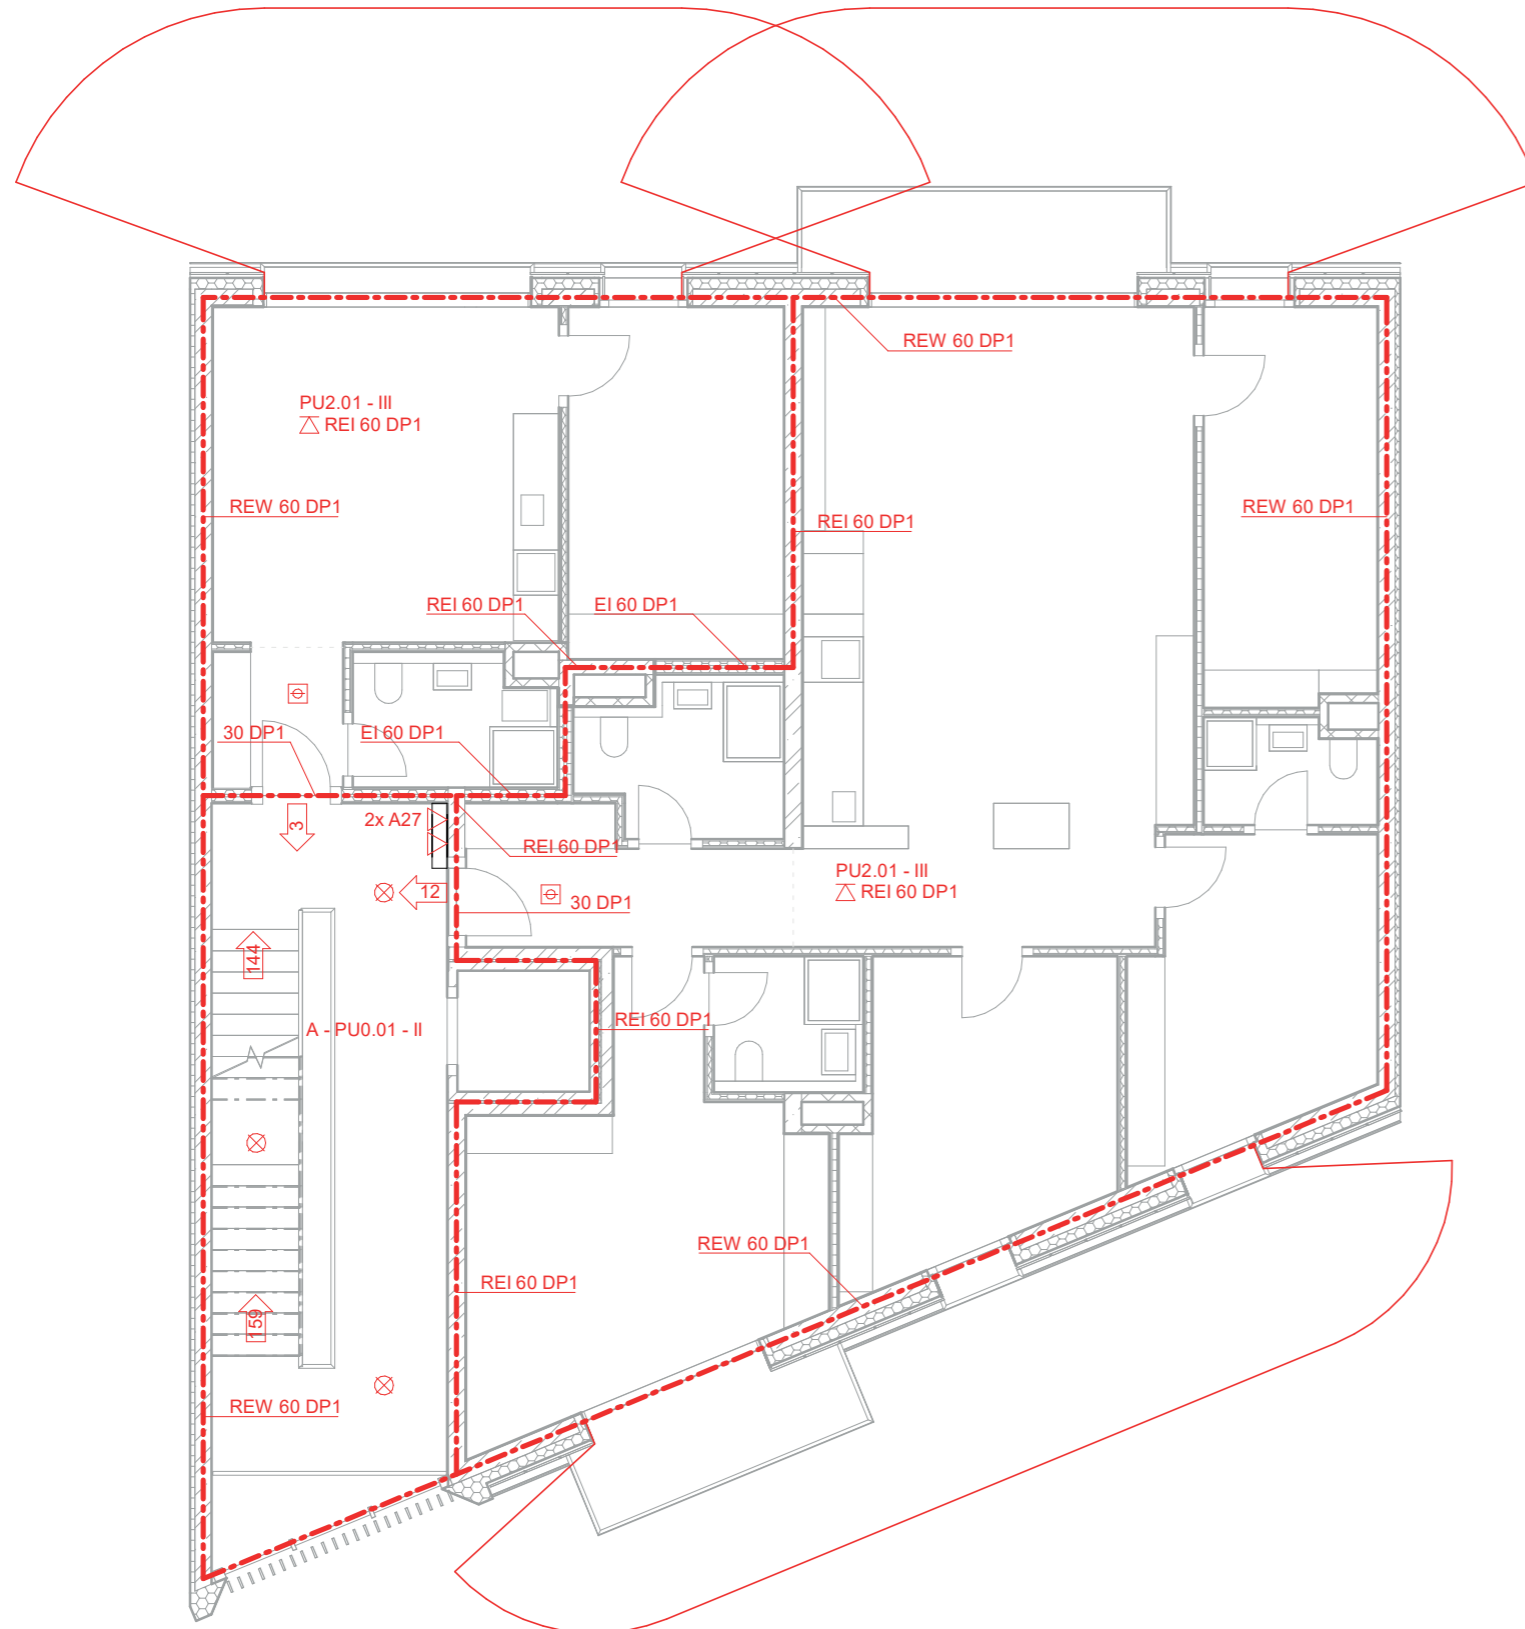 REW 60 DP1
PU2.01 - III
REI 60 DP1
REW 60 DP1
REI 60 DP1
REW 60 DP1
REI 60 DP1
EI 60 DP1
30 DP1
EI 60 DP1
3
2x A27
REI 60 DP1
PU2.01 - III
REI 60 DP1
12
30 DP1
144
A - PU0.01 - II
REI 60 DP1
REW 60 DP1
REI 60 DP1
159
REW 60 DP1